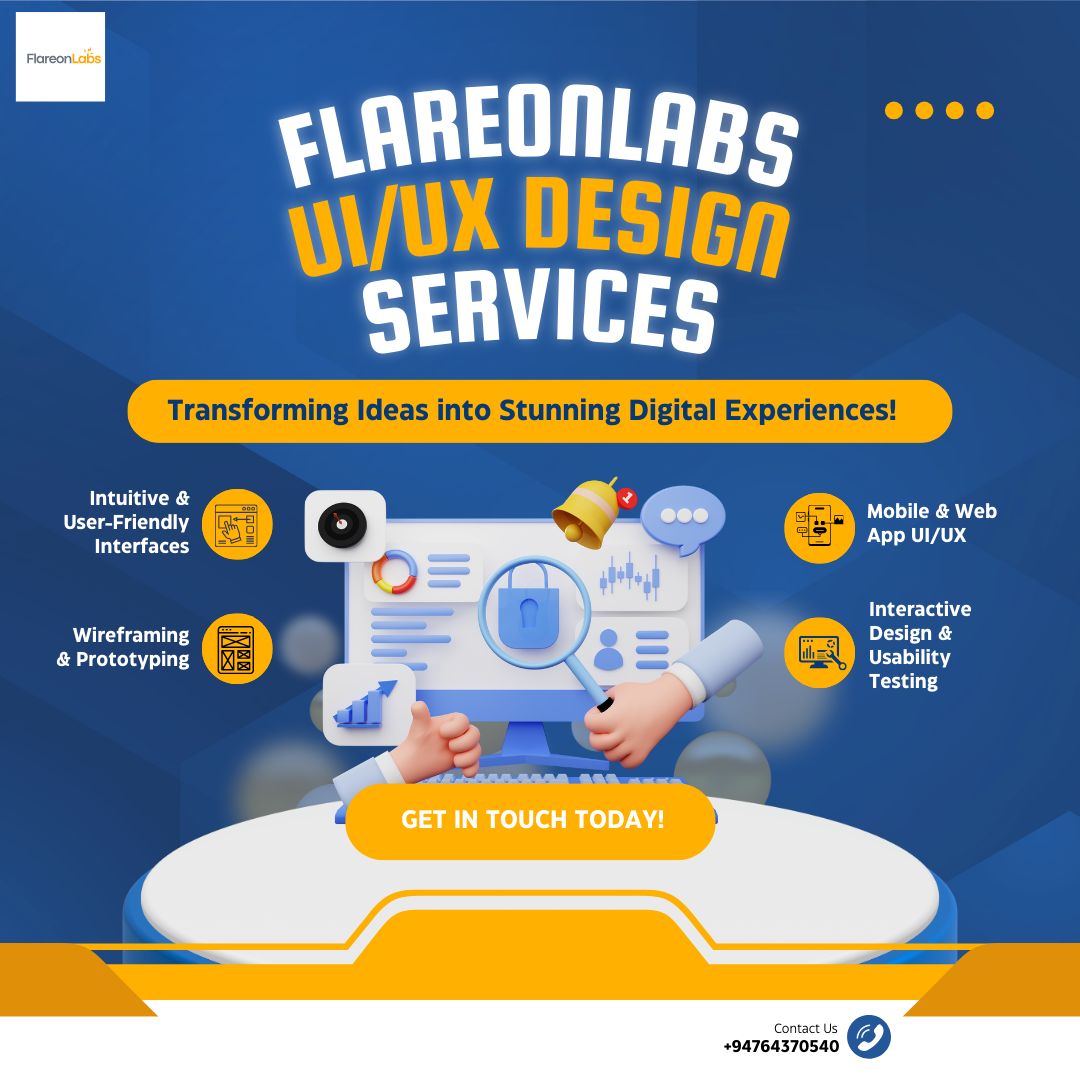 FlareonLabs
FLAREONLABS
UI/UX DESIGN
SERVICES
Transforming Ideas into Stunning Digital Experiences!
Intuitive &
User-Friendly
Interfaces
Wireframing
& Prototyping
1
Mobile & Web
App UI/UX
Interactive
Design &
Usability
Testing
GET IN TOUCH TODAY!
Contact Us
+94764370540